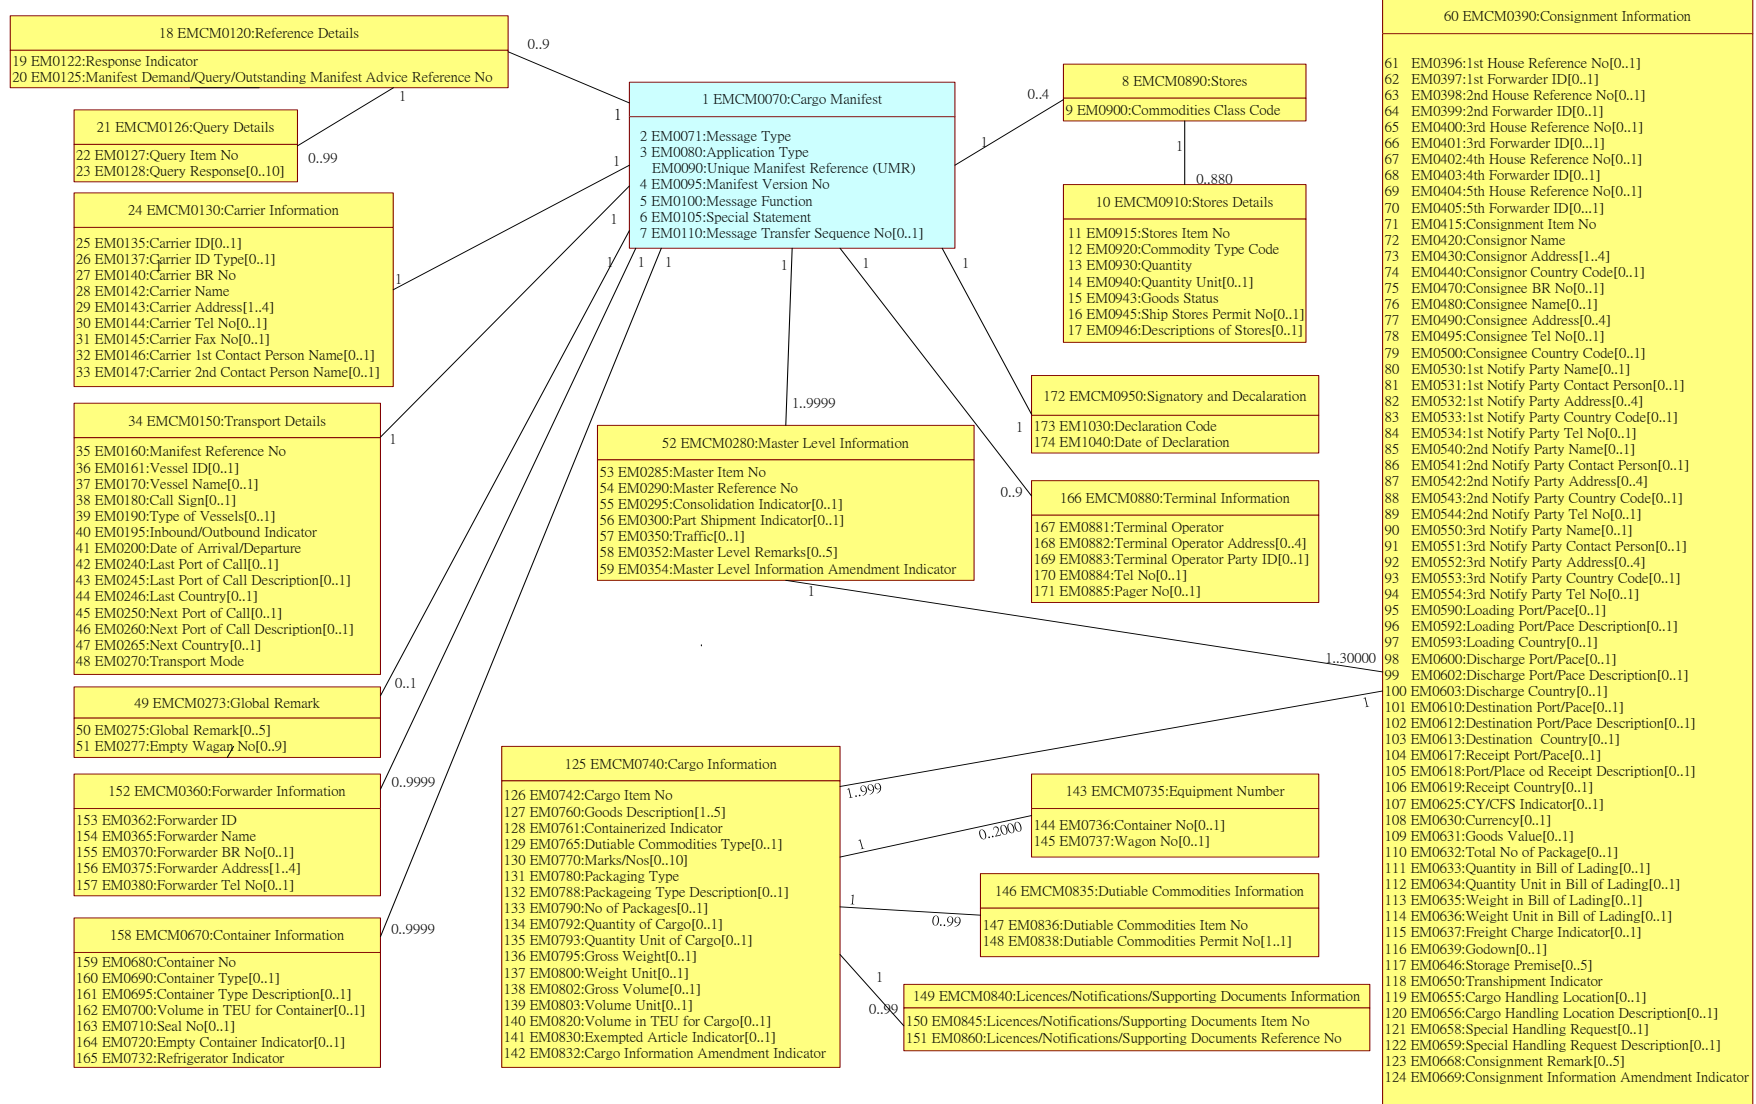 18 EMCM0120:Reference Details
19 EM0122:Response Indicator
20 EM0125:Manifest Demand/Query/Outstanding Manifest Advice Reference No
0..9
1
1
21 EMCM0126:Query Details
22 EM0127:Query Item No
23 EM0128:Query Response[0..10]
0..99
24 EMCM0130:Carrier Information
25 EM0135:Carrier ID[0..1]
26 EM0137:Carrier ID Type[0..1]
1
27 EM0140:Carrier BR No
28 EM0142:Carrier Name
29 EM0143:Carrier Address[1..4]
30 EM0144:Carrier Tel No[0..1]
31 EM0145:Carrier Fax No[0..1]
32 EM0146:Carrier 1st Contact Person Name[0..1]
33 EM0147:Carrier 2nd Contact Person Name[0..1]
1
1
34 EMCM0150:Transport Details
35 EM0160:Manifest Reference No
36 EM0161:Vessel ID[0..1]
37 EM0170:Vessel Name[0..1]
38 EM0180:Call Sign[0..1]
39 EM0190:Type of Vessels[0..1]
40 EM0195:Inbound/Outbound Indicator
41 EM0200:Date of Arrival/Departure
42 EM0240:Last Port of Call[0..1]
43 EM0245:Last Port of Call Description[0..1]
44 EM0246:Last Country[0..1]
45 EM0250:Next Port of Call[0..1]
46 EM0260:Next Port of Call Description[0..1]
47 EM0265:Next Country[0..1]
48 EM0270:Transport Mode
1
1
49 EMCM0273:Global Remark
50 EM0275:Global Remark[0..5]
51 EM0277:Empty Wagan No[0..9]
0..1
1
152 EMCM0360:Forwarder Information
153 EM0362:Forwarder ID
154 EM0365:Forwarder Name
155 EM0370:Forwarder BR No[0..1]
156 EM0375:Forwarder Address[1..4]
157 EM0380:Forwarder Tel No[0..1]
0..9999
1
158 EMCM0670:Container Information
159 EM0680:Container No
160 EM0690:Container Type[0..1]
161 EM0695:Container Type Description[0..1]
162 EM0700:Volume in TEU for Container[0..1]
163 EM0710:Seal No[0..1]
164 EM0720:Empty Container Indicator[0..1]
165 EM0732:Refrigerator Indicator
0..9999
1
1 EMCM0070:Cargo Manifest
2 EM0071:Message Type
3 EM0080:Application Type
EM0090:Unique Manifest Reference (UMR)
4 EM0095:Manifest Version No
5 EM0100:Message Function
6 EM0105:Special Statement
7 EM0110:Message Transfer Sequence No[0..1]
1
1..9999
52 EMCM0280:Master Level Information
53 EM0285:Master Item No
54 EM0290:Master Reference No
55 EM0295:Consolidation Indicator[0..1]
56 EM0300:Part Shipment Indicator[0..1]
57 EM0350:Traffic[0..1]
58 EM0352:Master Level Remarks[0..5]
59 EM0354:Master Level Information Amendment Indicator
1
1..30000
125 EMCM0740:Cargo Information
126 EM0742:Cargo Item No
127 EM0760:Goods Description[1..5]
128 EM0761:Containerized Indicator
129 EM0765:Dutiable Commodities Type[0..1]
130 EM0770:Marks/Nos[0..10]
131 EM0780:Packaging Type
132 EM0788:Packageing Type Description[0..1]
133 EM0790:No of Packages[0..1]
134 EM0792:Quantity of Cargo[0..1]
135 EM0793:Quantity Unit of Cargo[0..1]
136 EM0795:Gross Weight[0..1]
137 EM0800:Weight Unit[0..1]
138 EM0802:Gross Volume[0..1]
139 EM0803:Volume Unit[0..1]
140 EM0820:Volume in TEU for Cargo[0..1]
141 EM0830:Exempted Article Indicator[0..1]
142 EM0832:Cargo Information Amendment Indicator
1..999
1
0..4
1
8 EMCM0890:Stores
9 EM0900:Commodities Class Code
1
0..880
10 EMCM0910:Stores Details
11 EM0915:Stores Item No
12 EM0920:Commodity Type Code
13 EM0930:Quantity
14 EM0940:Quantity Unit[0..1]
15 EM0943:Goods Status
16 EM0945:Ship Stores Permit No[0..1]
17 EM0946:Descriptions of Stores[0..1]
1
1
172 EMCM0950:Signatory and Decalaration
173 EM1030:Declaration Code
174 EM1040:Date of Declaration
1
0..9
166 EMCM0880:Terminal Information
167 EM0881:Terminal Operator
168 EM0882:Terminal Operator Address[0..4]
169 EM0883:Terminal Operator Party ID[0..1]
170 EM0884:Tel No[0..1]
171 EM0885:Pager No[0..1]
1
0..2000
143 EMCM0735:Equipment Number
144 EM0736:Container No[0..1]
145 EM0737:Wagon No[0..1]
1
0..99
146 EMCM0835:Dutiable Commodities Information
147 EM0836:Dutiable Commodities Item No
148 EM0838:Dutiable Commodities Permit No[1..1]
1
0..99
149 EMCM0840:Licences/Notifications/Supporting Documents Information
150 EM0845:Licences/Notifications/Supporting Documents Item No
151 EM0860:Licences/Notifications/Supporting Documents Reference No
60 EMCM0390:Consignment Information
61 EM0396:1st House Reference No[0..1]
62 EM0397:1st Forwarder ID[0..1]
63 EM0398:2nd House Reference No[0..1]
64 EM0399:2nd Forwarder ID[0..1]
65 EM0400:3rd House Reference No[0..1]
66 EM0401:3rd Forwarder ID[0...1]
67 EM0402:4th House Reference No[0..1]
68 EM0403:4th Forwarder ID[0..1]
69 EM0404:5th House Reference No[0..1]
70 EM0405:5th Forwarder ID[0...1]
71 EM0415:Consignment Item No
72 EM0420:Consignor Name
73 EM0430:Consignor Address[1..4]
74 EM0440:Consignor Country Code[0..1]
75 EM0470:Consignee BR No[0..1]
76 EM0480:Consignee Name[0..1]
77 EM0490:Consignee Address[0..4]
78 EM0495:Consignee Tel No[0..1]
79 EM0500:Consignee Country Code[0..1]
80 EM0530:1st Notify Party Name[0..1]
81 EM0531:1st Notify Party Contact Person[0..1]
82 EM0532:1st Notify Party Address[0..4]
83 EM0533:1st Notify Party Country Code[0..1]
84 EM0534:1st Notify Party Tel No[0..1]
85 EM0540:2nd Notify Party Name[0..1]
86 EM0541:2nd Notify Party Contact Person[0..1]
87 EM0542:2nd Notify Party Address[0..4]
88 EM0543:2nd Notify Party Country Code[0..1]
89 EM0544:2nd Notify Party Tel No[0..1]
90 EM0550:3rd Notify Party Name[0..1]
91 EM0551:3rd Notify Party Contact Person[0..1]
92 EM0552:3rd Notify Party Address[0..4]
93 EM0553:3rd Notify Party Country Code[0..1]
94 EM0554:3rd Notify Party Tel No[0..1]
95 EM0590:Loading Port/Pace[0..1]
96 EM0592:Loading Port/Pace Description[0..1]
97 EM0593:Loading Country[0..1]
98 EM0600:Discharge Port/Pace[0..1]
99 EM0602:Discharge Port/Pace Description[0..1]
100 EM0603:Discharge Country[0..1]
101 EM0610:Destination Port/Pace[0..1]
102 EM0612:Destination Port/Pace Description[0..1]
103 EM0613:Destination Country[0..1]
104 EM0617:Receipt Port/Pace[0..1]
105 EM0618:Port/Place od Receipt Description[0..1]
106 EM0619:Receipt Country[0..1]
107 EM0625:CY/CFS Indicator[0..1]
108 EM0630:Currency[0..1]
109 EM0631:Goods Value[0..1]
110 EM0632:Total No of Package[0..1]
111 EM0633:Quantity in Bill of Lading[0..1]
112 EM0634:Quantity Unit in Bill of Lading[0..1]
113 EM0635:Weight in Bill of Lading[0..1]
114 EM0636:Weight Unit in Bill of Lading[0..1]
115 EM0637:Freight Charge Indicator[0..1]
116 EM0639:Godown[0..1]
117 EM0646:Storage Premise[0..5]
118 EM0650:Transhipment Indicator
119 EM0655:Cargo Handling Location[0..1]
120 EM0656:Cargo Handling Location Description[0..1]
121 EM0658:Special Handling Request[0..1]
122 EM0659:Special Handling Request Description[0..1]
123 EM0668:Consignment Remark[0..5]
124 EM0669:Consignment Information Amendment Indicator